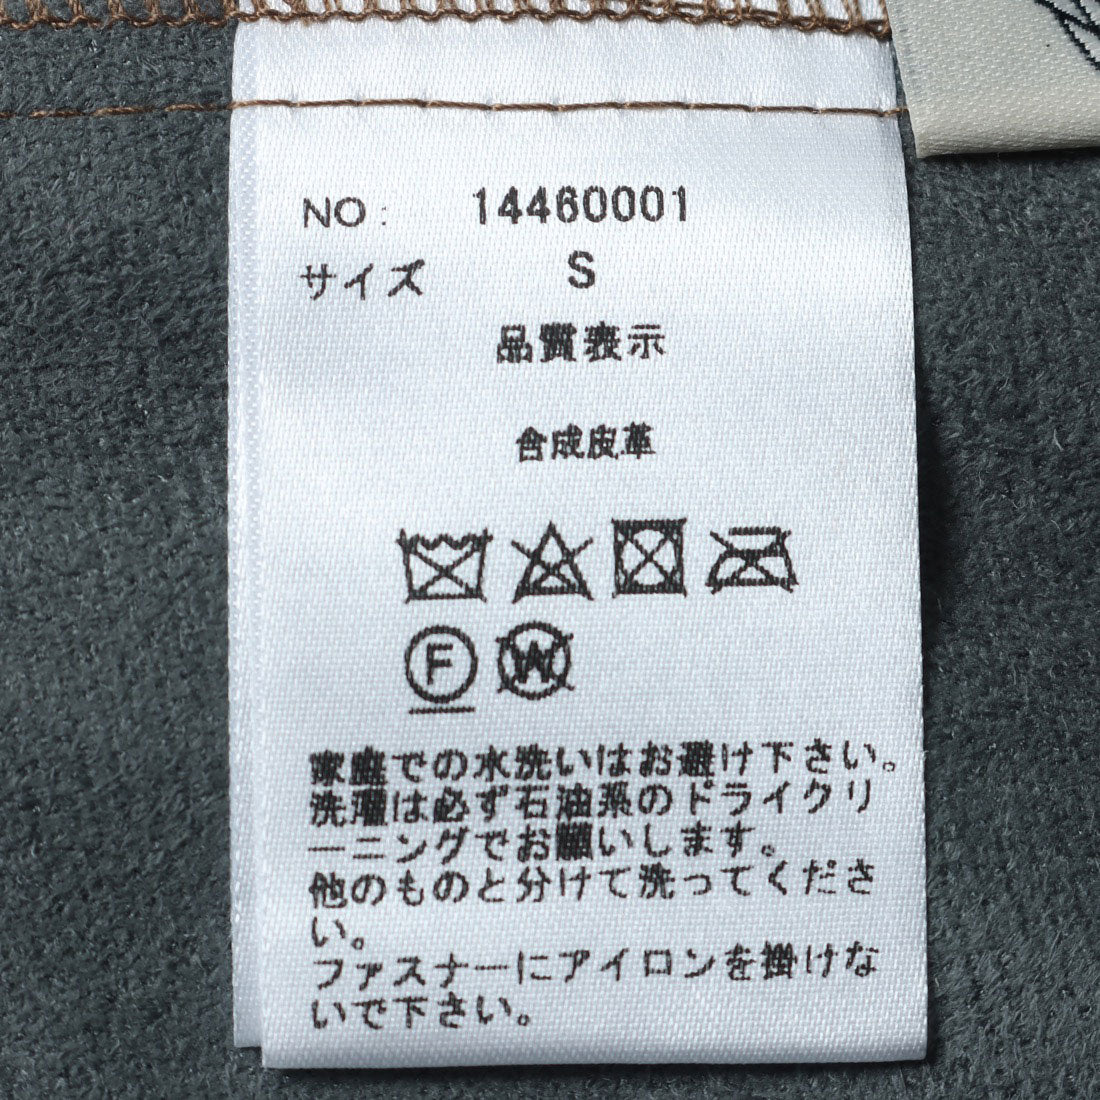 NO: 14460001
サイズ S
品質表示
合成皮革
F W
家庭での水洗いはお避け下さい。
洗濯は必ず石油系のドライクリ
ーニングでお願いします。
他のものと分けて洗ってくださ
い。
ファスナーにアイロンを掛けな
いで下さい。